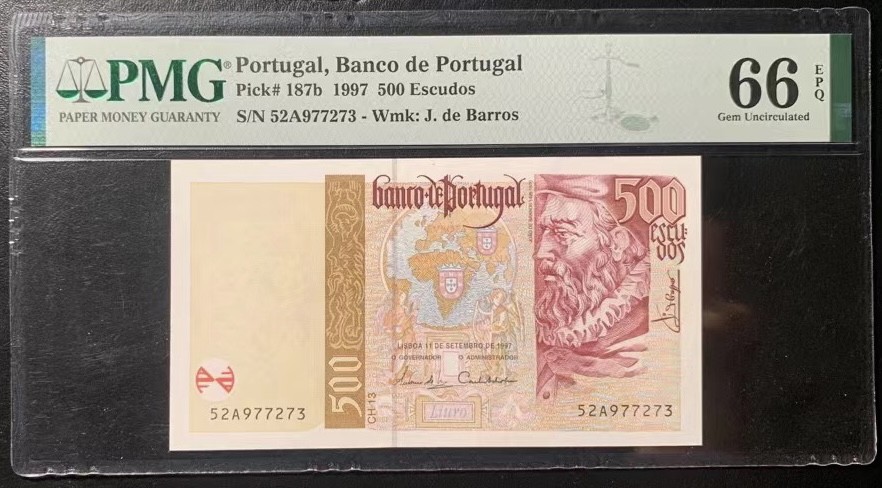 PMG®
PAPER MONEY GUARANTY
Portugal, Banco de Portugal
Pick# 187b 1997 500 Escudos
S/N 52A977273 - Wmk: J. de Barros
66
EPQ
Gem Uncirculated
banco de Portugal
500
escu-
dos
LISBOA 11 DE SETEMBRO DE 1997
O GOVERNADOR O ADMINISTRADOR
500
CH·13
52A977273
52A977273